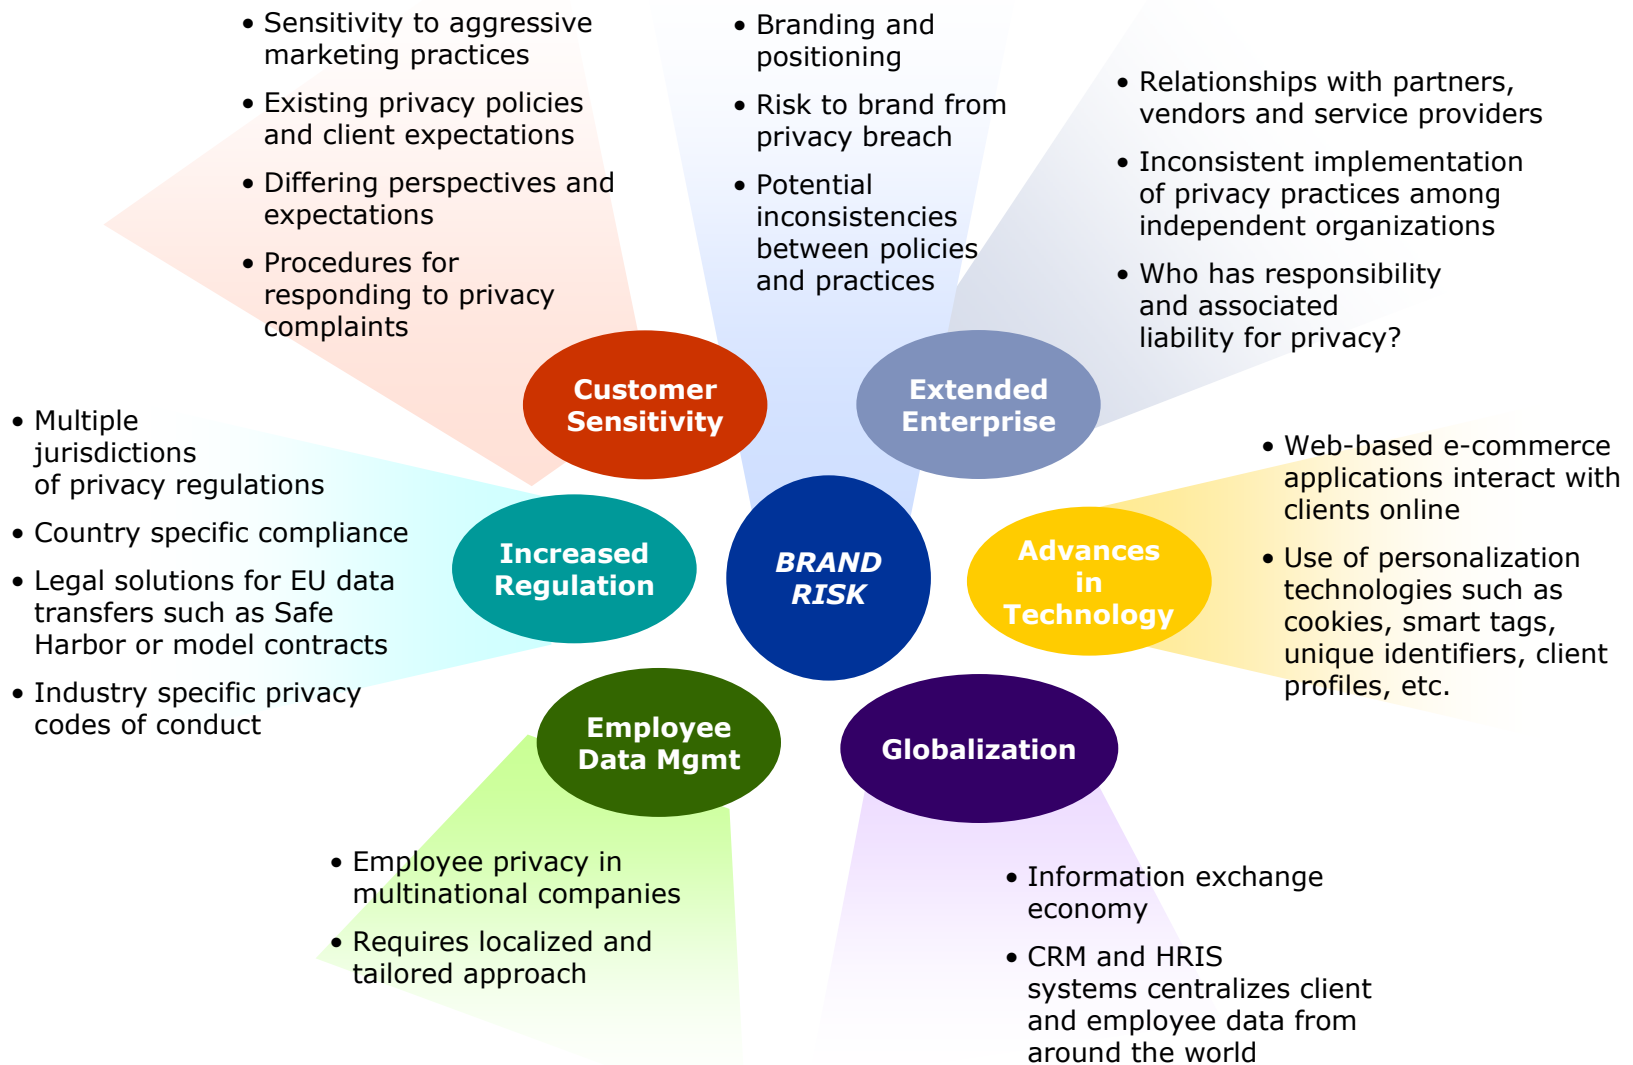 • Sensitivity to aggressive
marketing practices
• Existing privacy policies
and client expectations
• Differing perspectives and
expectations
• Procedures for
responding to privacy
complaints
• Branding and
positioning
• Risk to brand from
privacy breach
• Potential
inconsistencies
between policies
and practices
• Relationships with partners,
vendors and service providers
• Inconsistent implementation
of privacy practices among
independent organizations
• Who has responsibility
and associated
liability for privacy?
Customer
Sensitivity
Extended
Enterprise
• Multiple
jurisdictions
of privacy regulations
• Country specific compliance
• Legal solutions for EU data
transfers such as Safe
Harbor or model contracts
• Industry specific privacy
codes of conduct
Increased
Regulation
BRAND
RISK
Advances
in
Technology
• Web-based e-commerce
applications interact with
clients online
• Use of personalization
technologies such as
cookies, smart tags,
unique identifiers, client
profiles, etc.
Employee
Data Mgmt
Globalization
• Employee privacy in
multinational companies
• Requires localized and
tailored approach
• Information exchange
economy
• CRM and HRIS
systems centralizes client
and employee data from
around the world